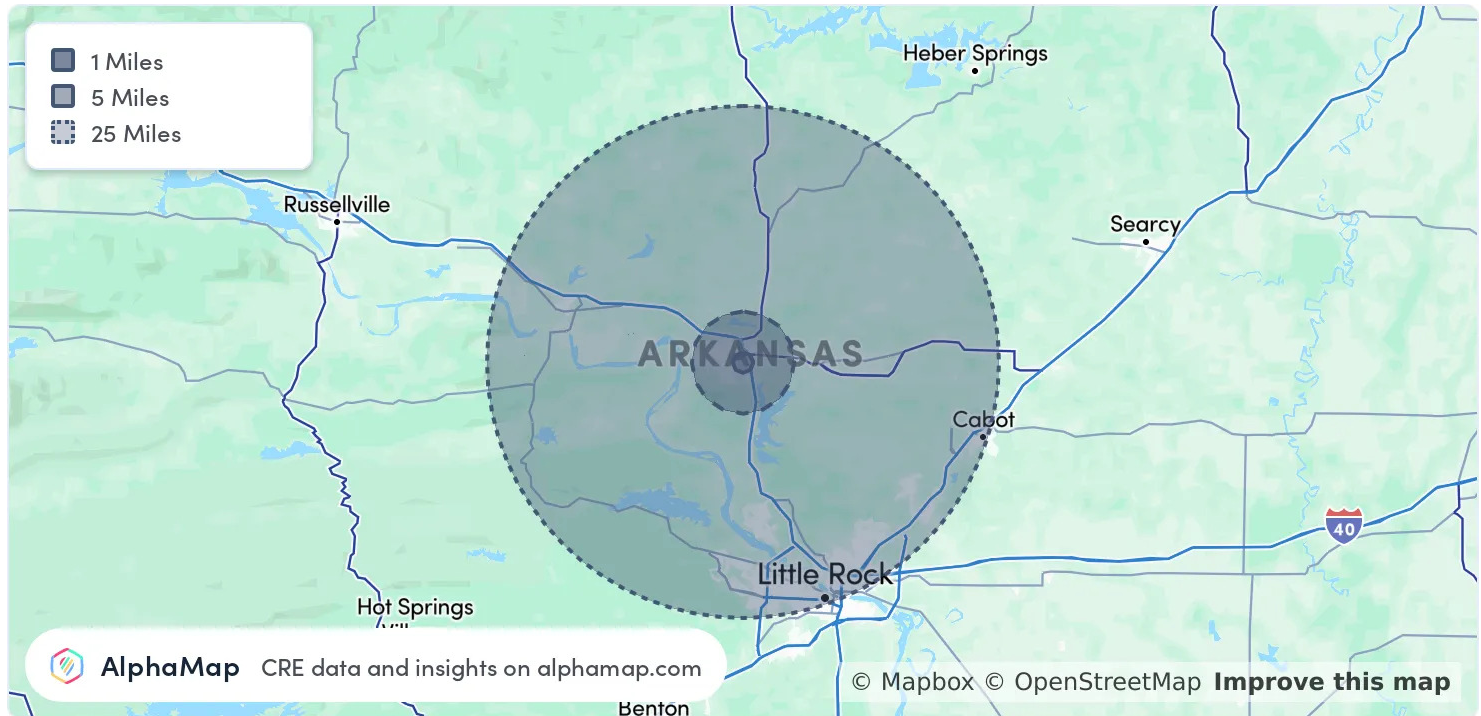 1 Miles
5 Miles
25 Miles
Heber Springs
Russellville
Searcy
ARKANSAS
Cabot
40
Little Rock
Hot Springs
AlphaMap CRE data and insights on alphamap.com
© Mapbox © OpenStreetMap Improve this map
Benton